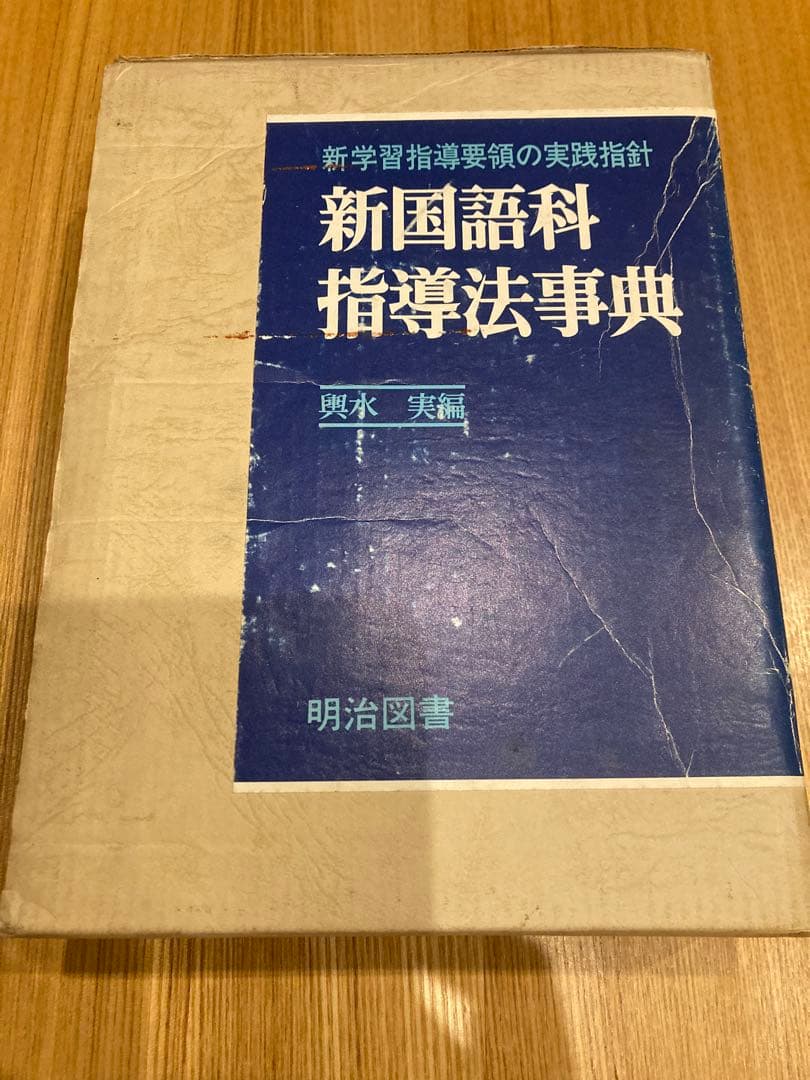 新学習指導要領の実践指針
新国語科
指導法事典
輿水 実編
明治図書